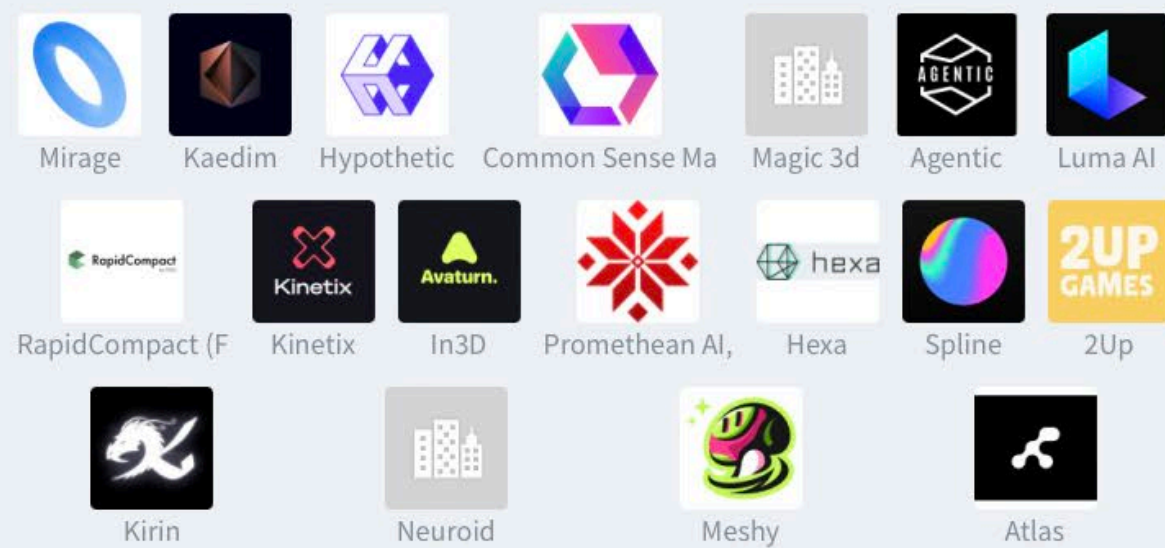 AGENTIC
Mirage Kaedim Hypothetic Common Sense Ma Magic 3d Agentic Luma AI
RapidCompact
Kinetix
Avaturn.
hexa
2UP
GAMES
RapidCompact (F Kinetix In3D Promethean AI, Hexa Spline 2Up
Kirin Neuroid Meshy Atlas